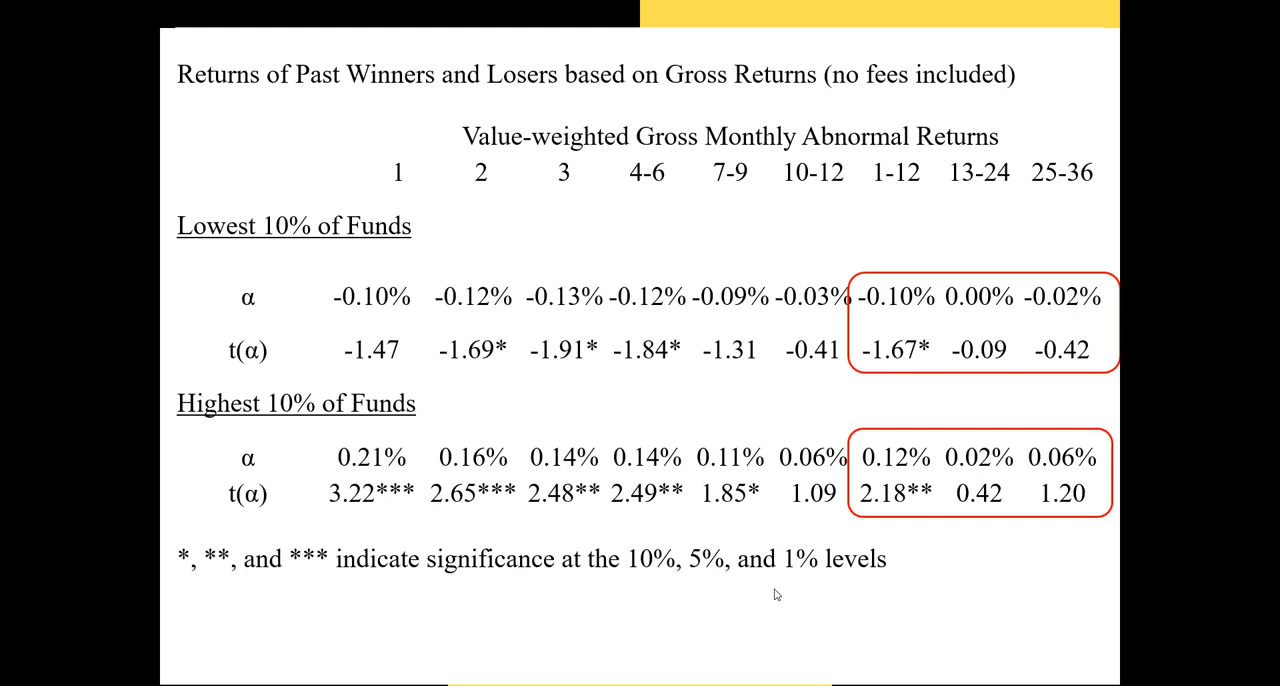 Returns of Past Winners and Losers based on Gross Returns (no fees included)
Value-weighted Gross Monthly Abnormal Returns
1 2 3 4-6 7-9 10-12 1-12 13-24 25-36
Lowest 10% of Funds
α -0.10% -0.12% -0.13% -0.12% -0.09% -0.03% -0.10% 0.00% -0.02%
t(α) -1.47 -1.69* -1.91* -1.84* -1.31 -0.41 -1.67* -0.09 -0.42
Highest 10% of Funds
α 0.21% 0.16% 0.14% 0.14% 0.11% 0.06% 0.12% 0.02% 0.06%
t(α) 3.22*** 2.65*** 2.48** 2.49** 1.85* 1.09 2.18** 0.42 1.20
*, **, and *** indicate significance at the 10%, 5%, and 1% levels